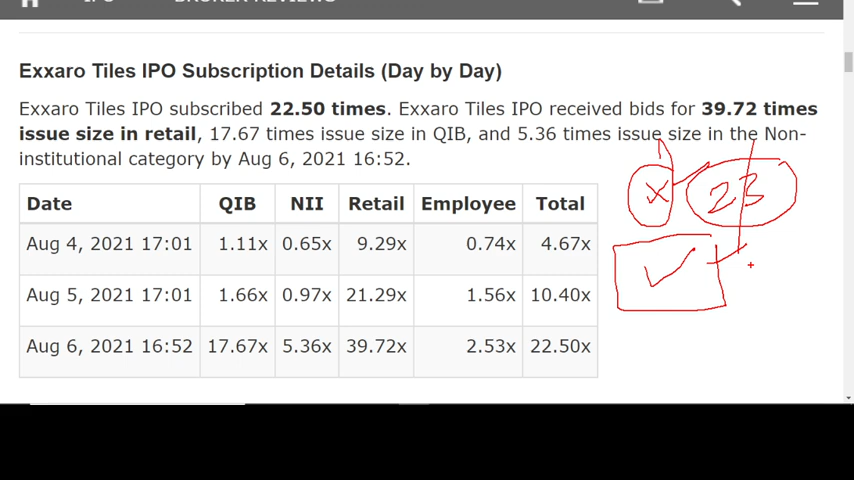 Exxaro Tiles IPO Subscription Details (Day by Day)
Exxaro Tiles IPO subscribed 22.50 times. Exxaro Tiles IPO received bids for 39.72 times
issue size in retail, 17.67 times issue size in QIB, and 5.36 times issue size in the Non-
institutional category by Aug 6, 2021 16:52.
Date QIB NII Retail Employee Total
Aug 4, 2021 17:01 1.11x 0.65x 9.29x 0.74x 4.67x
Aug 5, 2021 17:01 1.66x 0.97x 21.29x 1.56x 10.40x
Aug 6, 2021 16:52 17.67x 5.36x 39.72x 2.53x 22.50x
x 23